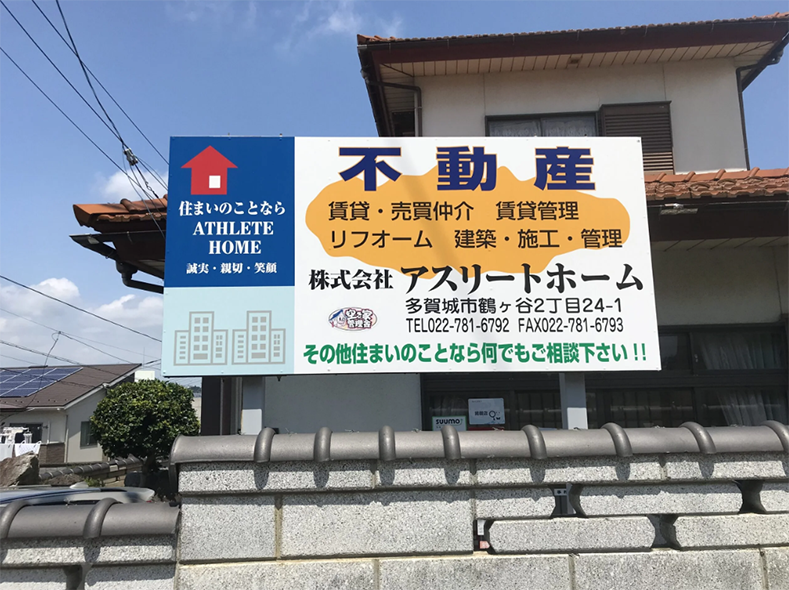 住まいのことなら
ATHLETE
HOME
誠実・親切・笑顔
不動産
賃貸・売買仲介　賃貸管理
リフォーム　建築・施工・管理
株式会社 アスリートホーム
多賀城市鶴ヶ谷2丁目24-1
TEL022-781-6792 FAX022-781-6793
その他住まいのことなら何でもご相談下さい!!
suumo